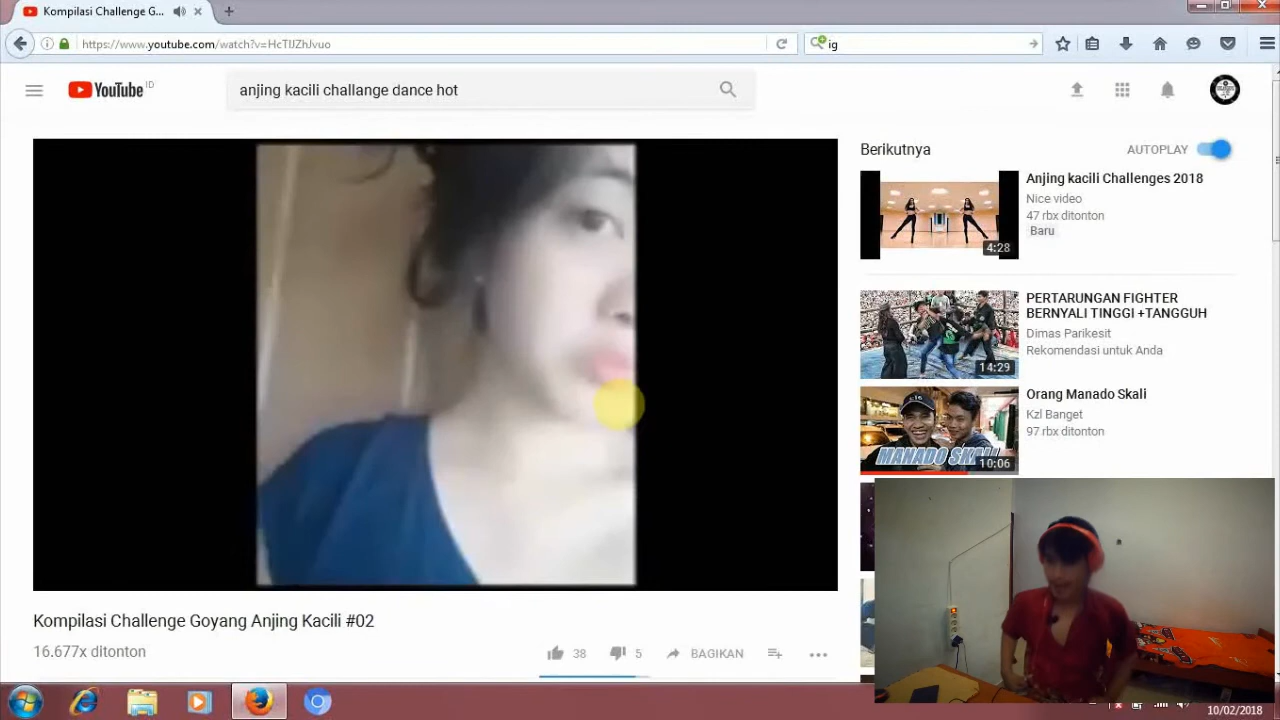 Kompilasi Challenge G...
https://www.youtube.com/watch?v=HcTlJZhJvuo
ig
YouTube ID
anjing kacili challange dance hot
Berikutnya
AUTOPLAY
Anjing kacili Challenges 2018
Nice video
47 rbx ditonton
Baru
4:28
PERTARUNGAN FIGHTER
BERNYALI TINGGI +TANGGUH
Dimas Parikesit
Rekomendasi untuk Anda
14:29
Orang Manado Skali
Kzl Banget
97 rbx ditonton
MANADO SKALI
10:06
Kompilasi Challenge Goyang Anjing Kacili #02
16.677x ditonton
38
5
BAGIKAN
10/02/2018